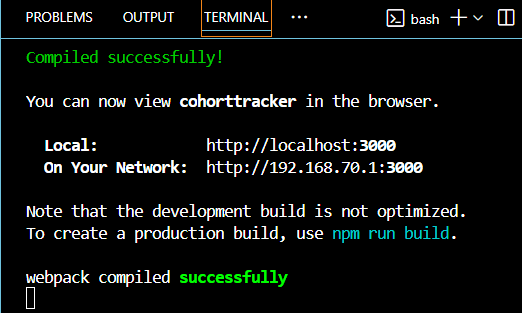 PROBLEMS OUTPUT TERMINAL ··· bash
Compiled successfully!
You can now view cohorttracker in the browser.
Local: http://localhost:3000
On Your Network: http://192.168.70.1:3000
Note that the development build is not optimized.
To create a production build, use npm run build.
webpack compiled successfully